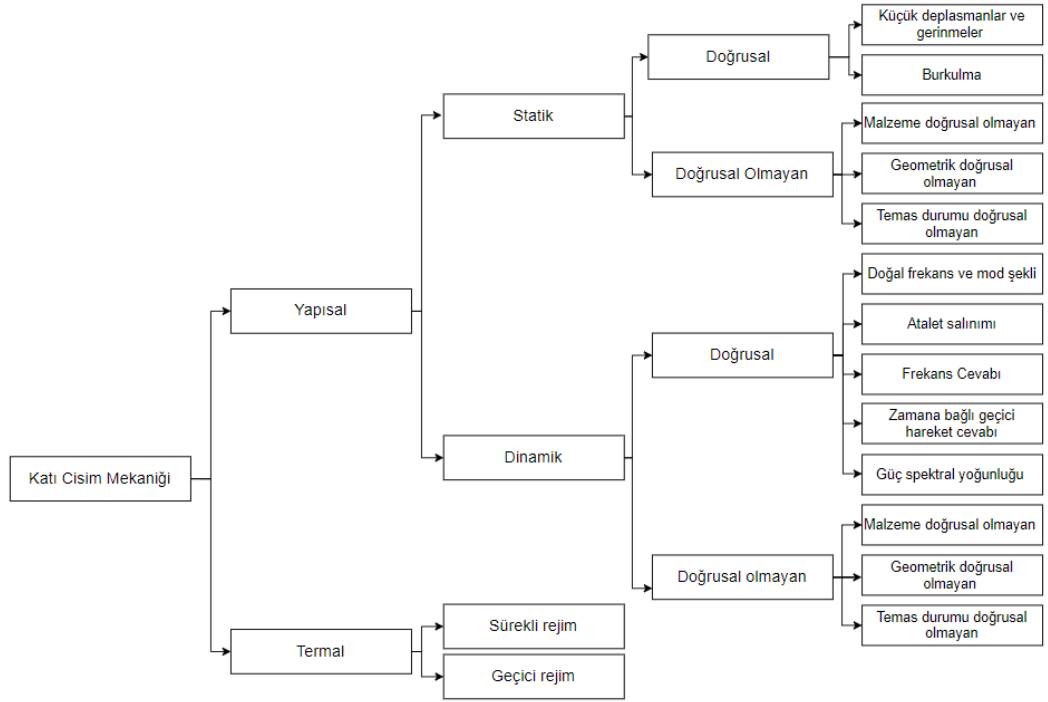 Küçük deplasmanlar ve
gerinmeler
Doğrusal
Burkulma
Statik
Malzeme doğrusal olmayan
Doğrusal Olmayan
Geometrik doğrusal
olmayan
Temas durumu doğrusal
olmayan
Yapısal
Doğal frekans ve mod şekli
Atalet salınımı
Doğrusal
Frekans Cevabı
Zamana bağlı geçici
hareket cevabı
Dinamik
Güç spektral yoğunluğu
Katı Cisim Mekaniği
Malzeme doğrusal olmayan
Doğrusal olmayan
Geometrik doğrusal
olmayan
Temas durumu doğrusal
olmayan
Sürekli rejim
Termal
Geçici rejim